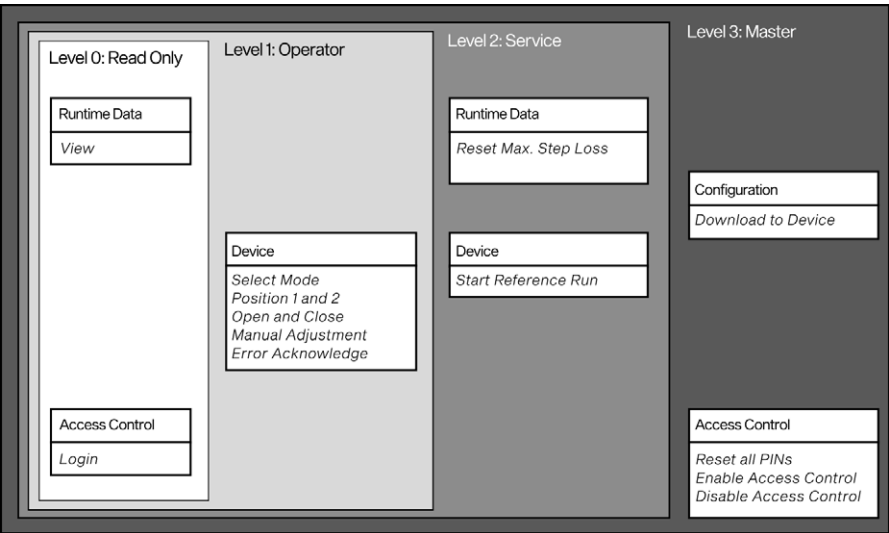 Level 0: Read Only
Runtime Data
View
Access Control
Login
Level 1: Operator
Device
Select Mode
Position 1 and 2
Open and Close
Manual Adjustment
Error Acknowledge
Level 2: Service
Runtime Data
Reset Max. Step Loss
Device
Start Reference Run
Level 3: Master
Configuration
Download to Device
Access Control
Reset all PINs
Enable Access Control
Disable Access Control